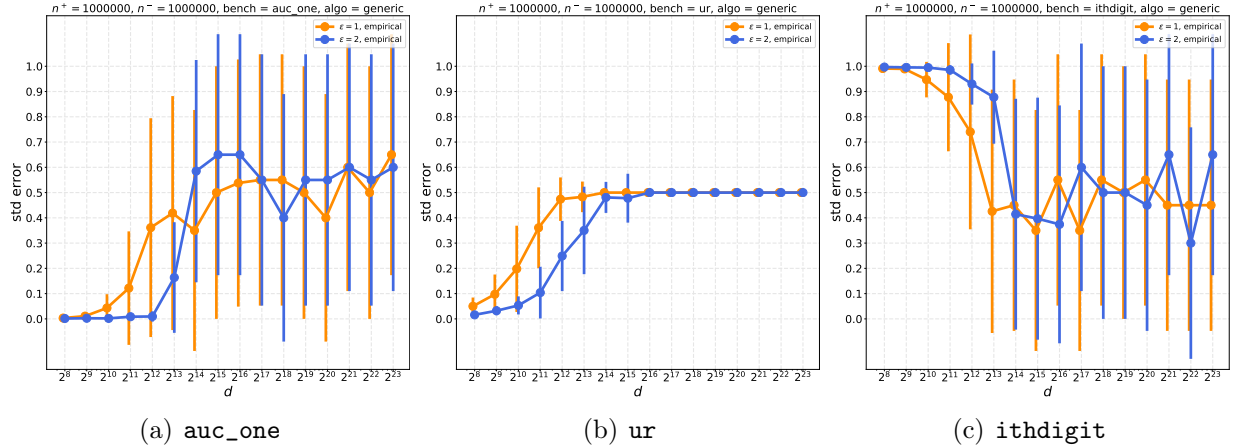 n⁺ = 1000000, n⁻ = 1000000, bench = auc_one, algo = generic
ε = 1, empirical
ε = 2, empirical
1.0
0.9
0.8
0.7
0.6
0.5
0.4
0.3
0.2
0.1
0.0
std error
2⁸ 2⁹ 2¹⁰ 2¹¹ 2¹² 2¹³ 2¹⁴ 2¹⁵ 2¹⁶ 2¹⁷ 2¹⁸ 2¹⁹ 2²⁰ 2²¹ 2²² 2²³
d
(a) auc_one
n⁺ = 1000000, n⁻ = 1000000, bench = ur, algo = generic
ε = 1, empirical
ε = 2, empirical
1.0
0.9
0.8
0.7
0.6
0.5
0.4
0.3
0.2
0.1
0.0
std error
2⁸ 2⁹ 2¹⁰ 2¹¹ 2¹² 2¹³ 2¹⁴ 2¹⁵ 2¹⁶ 2¹⁷ 2¹⁸ 2¹⁹ 2²⁰ 2²¹ 2²² 2²³
d
(b) ur
n⁺ = 1000000, n⁻ = 1000000, bench = ithdigit, algo = generic
ε = 1, empirical
ε = 2, empirical
1.0
0.9
0.8
0.7
0.6
0.5
0.4
0.3
0.2
0.1
0.0
std error
2⁸ 2⁹ 2¹⁰ 2¹¹ 2¹² 2¹³ 2¹⁴ 2¹⁵ 2¹⁶ 2¹⁷ 2¹⁸ 2¹⁹ 2²⁰ 2²¹ 2²² 2²³
d
(c) ithdigit